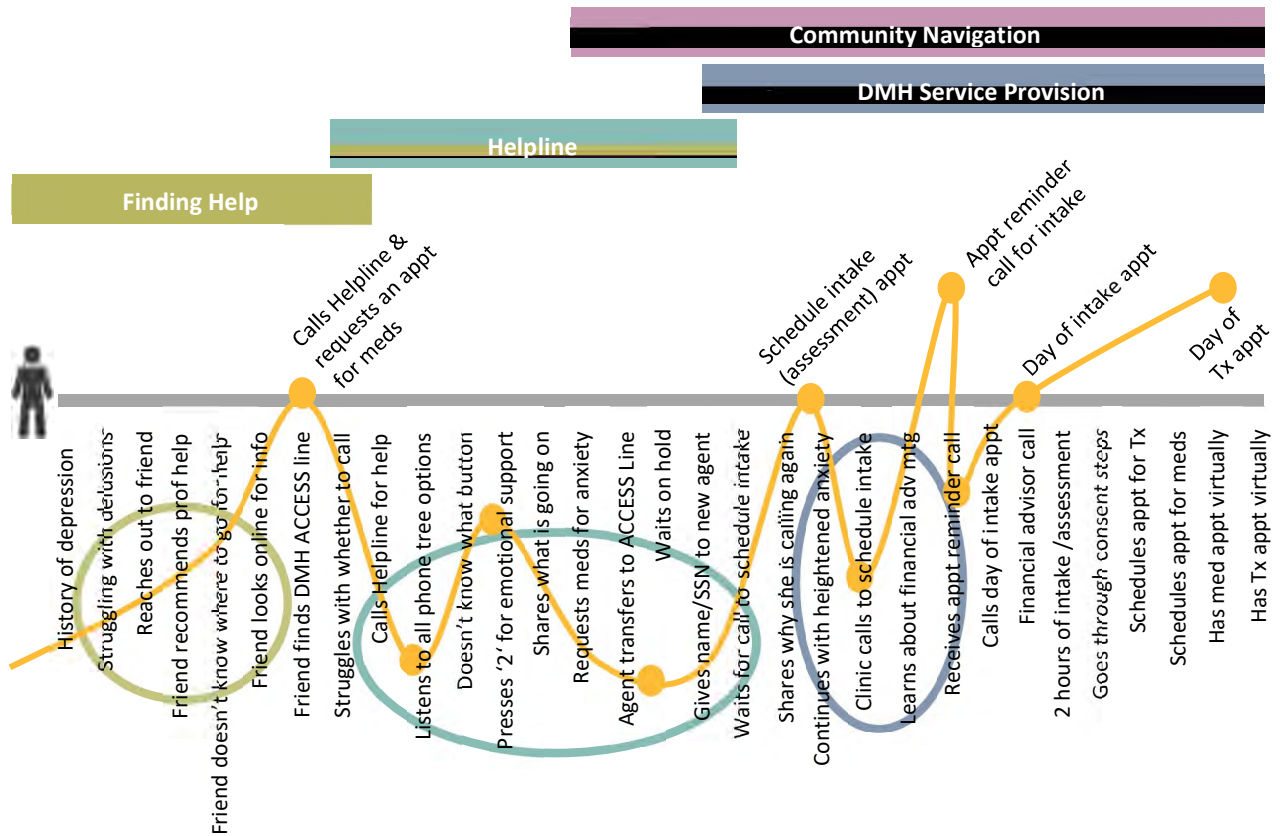 Community Navigation
DMH Service Provision
Helpline
Finding Help
Calls Helpline &
requests an appt
for meds
Schedule intake
(assessment) appt
Appt reminder
call for intake
Day of intake appt
Day of
Tx appt
History of depression
Struggling with delusions
Reaches out to friend
Friend recommends prof help
Friend doesn't know where to go for help
Friend looks online for info
Friend finds DMH ACCESS line
Struggles with whether to call
Calls Helpline for help
Listens to all phone tree options
Doesn't know what button
Presses '2' for emotional support
Shares what is going on
Requests meds for anxiety
Agent transfers to ACCESS Line
Waits on hold
Gives name/SSN to new agent
Waits for call to schedule intake
Shares why she is calling again
Continues with heightened anxiety
Clinic calls to schedule intake
Learns about financial adv mtg
Receives appt reminder call
Calls day of intake appt
Financial advisor call
2 hours of intake /assessment
Goes through consent steps
Schedules appt for Tx
Schedules appt for meds
Has med appt virtually
Has Tx appt virtually